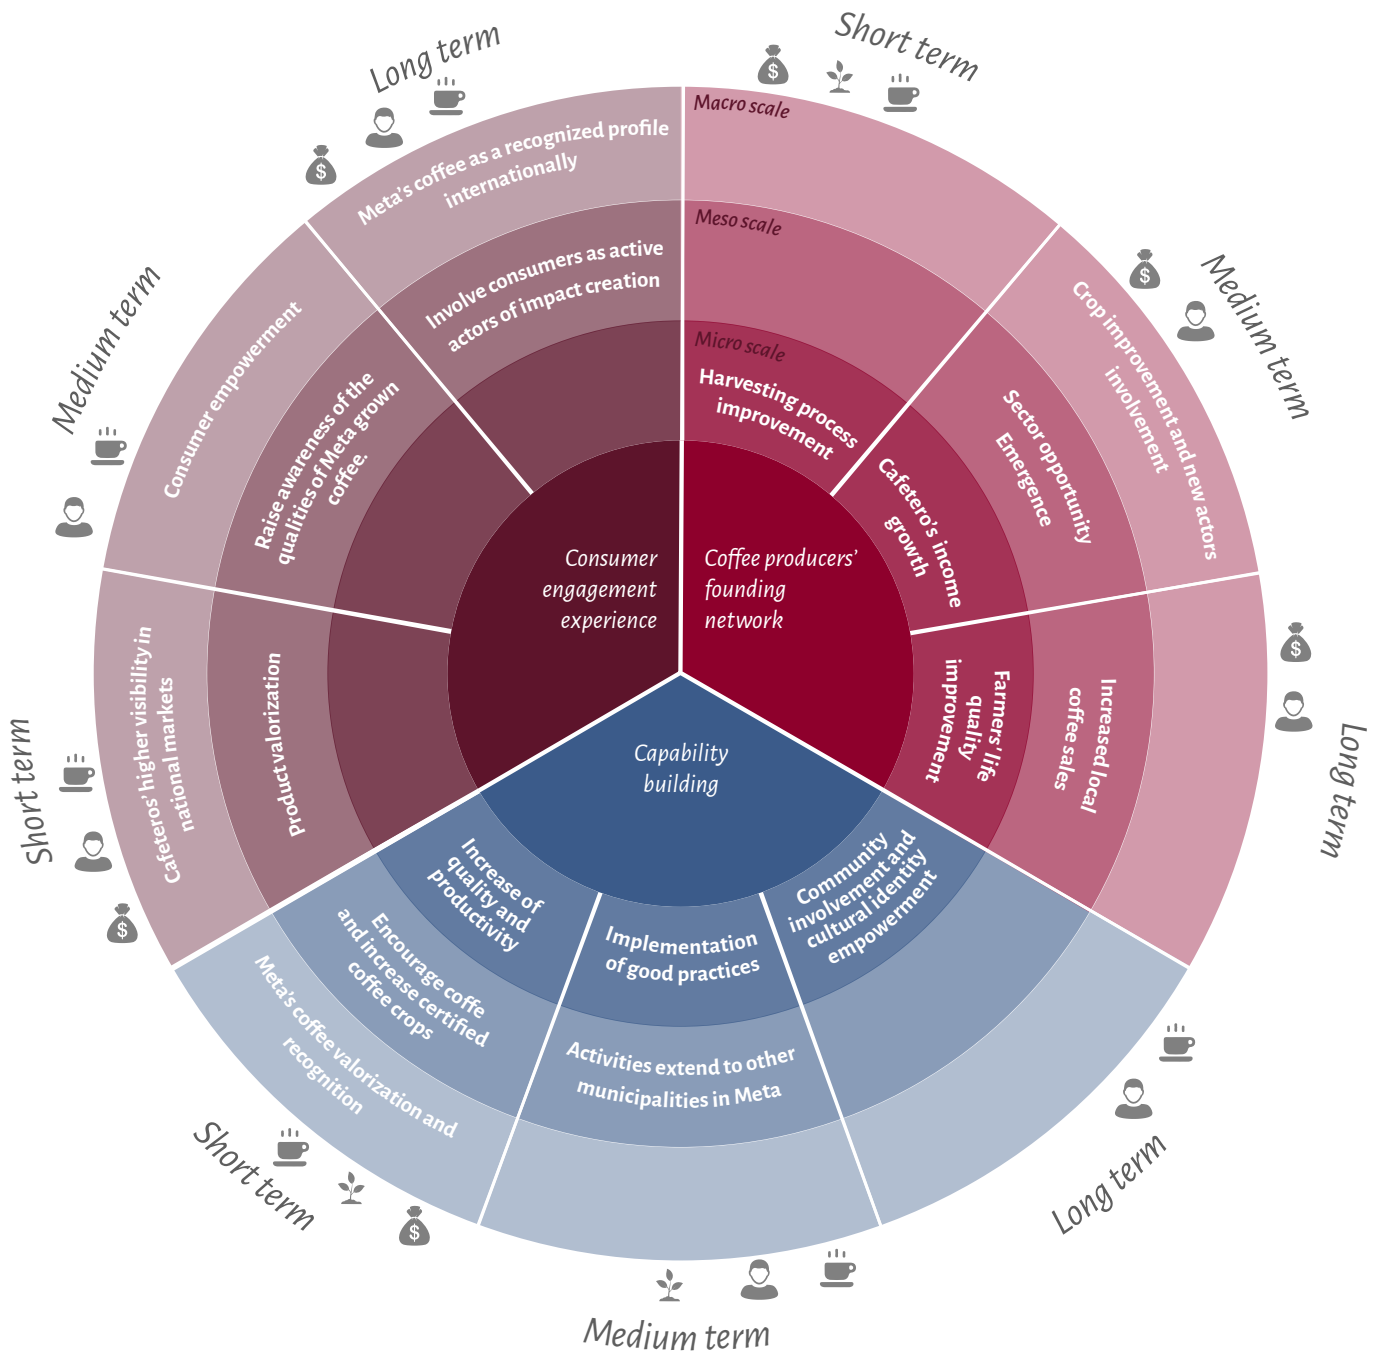 Short term
$
Macro scale
Meso scale
Micro scale
Harvesting process
improvement
Medium term
$
Crop improvement and new actors
involvement
Sector opportunity
Emergence
Cafetero's income
growth
Long term
$
Increased local
coffee sales
Farmers' life
quality
improvement
Coffee producers'
founding
network
Long term
Community
involvement and
cultural identity
empowerment
Medium term
Implementation
of good practices
Activities extend to other
municipalities in Meta
Short term
$
Increase of
quality and
productivity
Encourage coffe
and increase certified
coffee crops
Meta's coffee valorization and
recognition
Capability
building
Short term
$
Cafeteros' higher visibility in
national markets
Product valorization
Medium term
Consumer empowerment
Raise awareness of the
qualities of Meta grown
coffee.
Long term
$
Meta's coffee as a recognized profile
internationally
Involve consumers as active
actors of impact creation
Consumer
engagement
experience